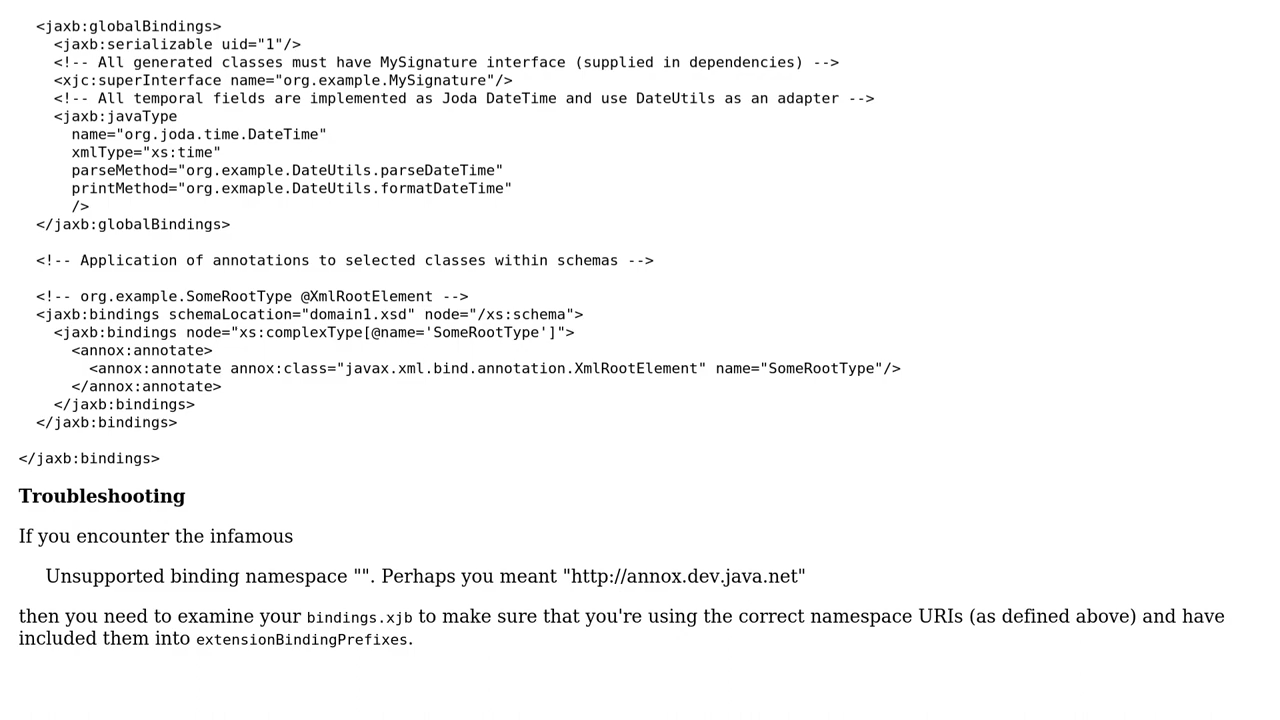 <jaxb:globalBindings>
<jaxb:serializable uid="1"/>
<!-- All generated classes must have MySignature interface (supplied in dependencies) -->
<xjc:superInterface name="org.example.MySignature"/>
<!-- All temporal fields are implemented as Joda DateTime and use DateUtils as an adapter -->
<jaxb:javaType
name="org.joda.time.DateTime"
xmlType="xs:time"
parseMethod="org.example.DateUtils.parseDateTime"
printMethod="org.exmaple.DateUtils.formatDateTime"
/>
</jaxb:globalBindings>
<!-- Application of annotations to selected classes within schemas -->
<!-- org.example.SomeRootType @XmlRootElement -->
<jaxb:bindings schemaLocation="domain1.xsd" node="/xs:schema">
<jaxb:bindings node="xs:complexType[@name='SomeRootType']">
<annox:annotate>
<annox:annotate annox:class="javax.xml.bind.annotation.XmlRootElement" name="SomeRootType"/>
</annox:annotate>
</jaxb:bindings>
</jaxb:bindings>
</jaxb:bindings>
Troubleshooting
If you encounter the infamous
Unsupported binding namespace "". Perhaps you meant "http://annox.dev.java.net"
then you need to examine your bindings.xjb to make sure that you're using the correct namespace URIs (as defined above) and have
included them into extensionBindingPrefixes.